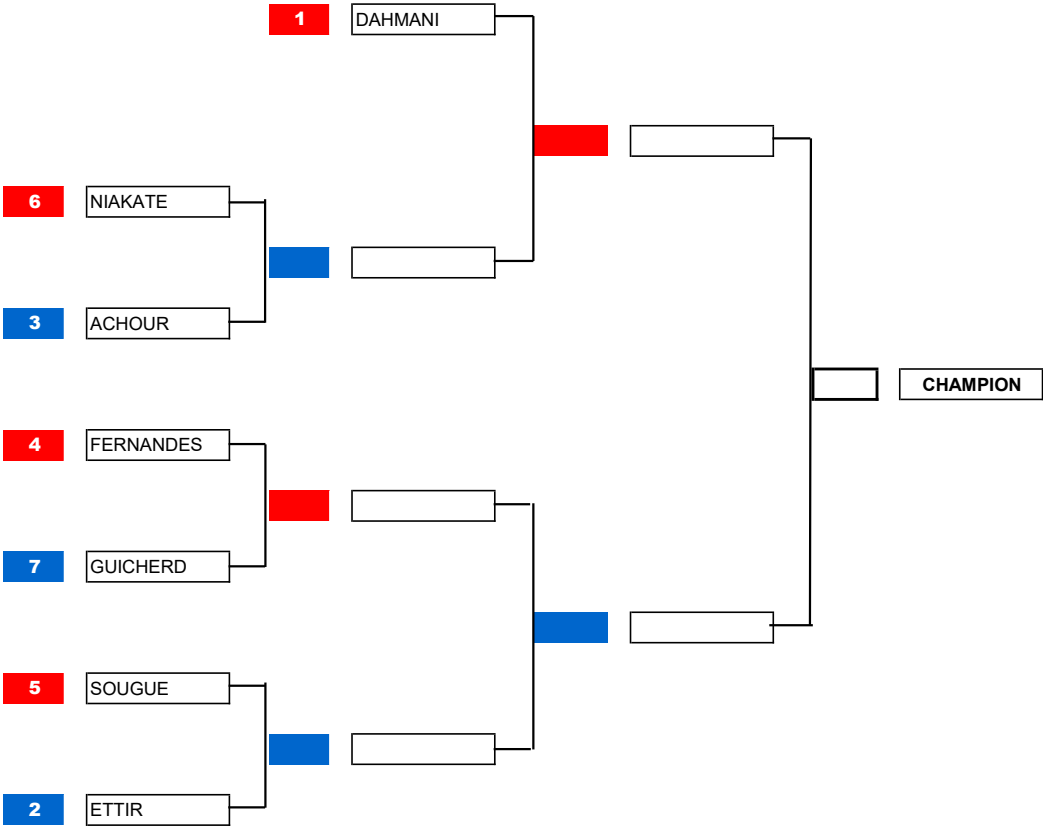 1 DAHMANI
6 NIAKATE
3 ACHOUR
CHAMPION
4 FERNANDES
7 GUICHERD
5 SOUGUE
2 ETTIR